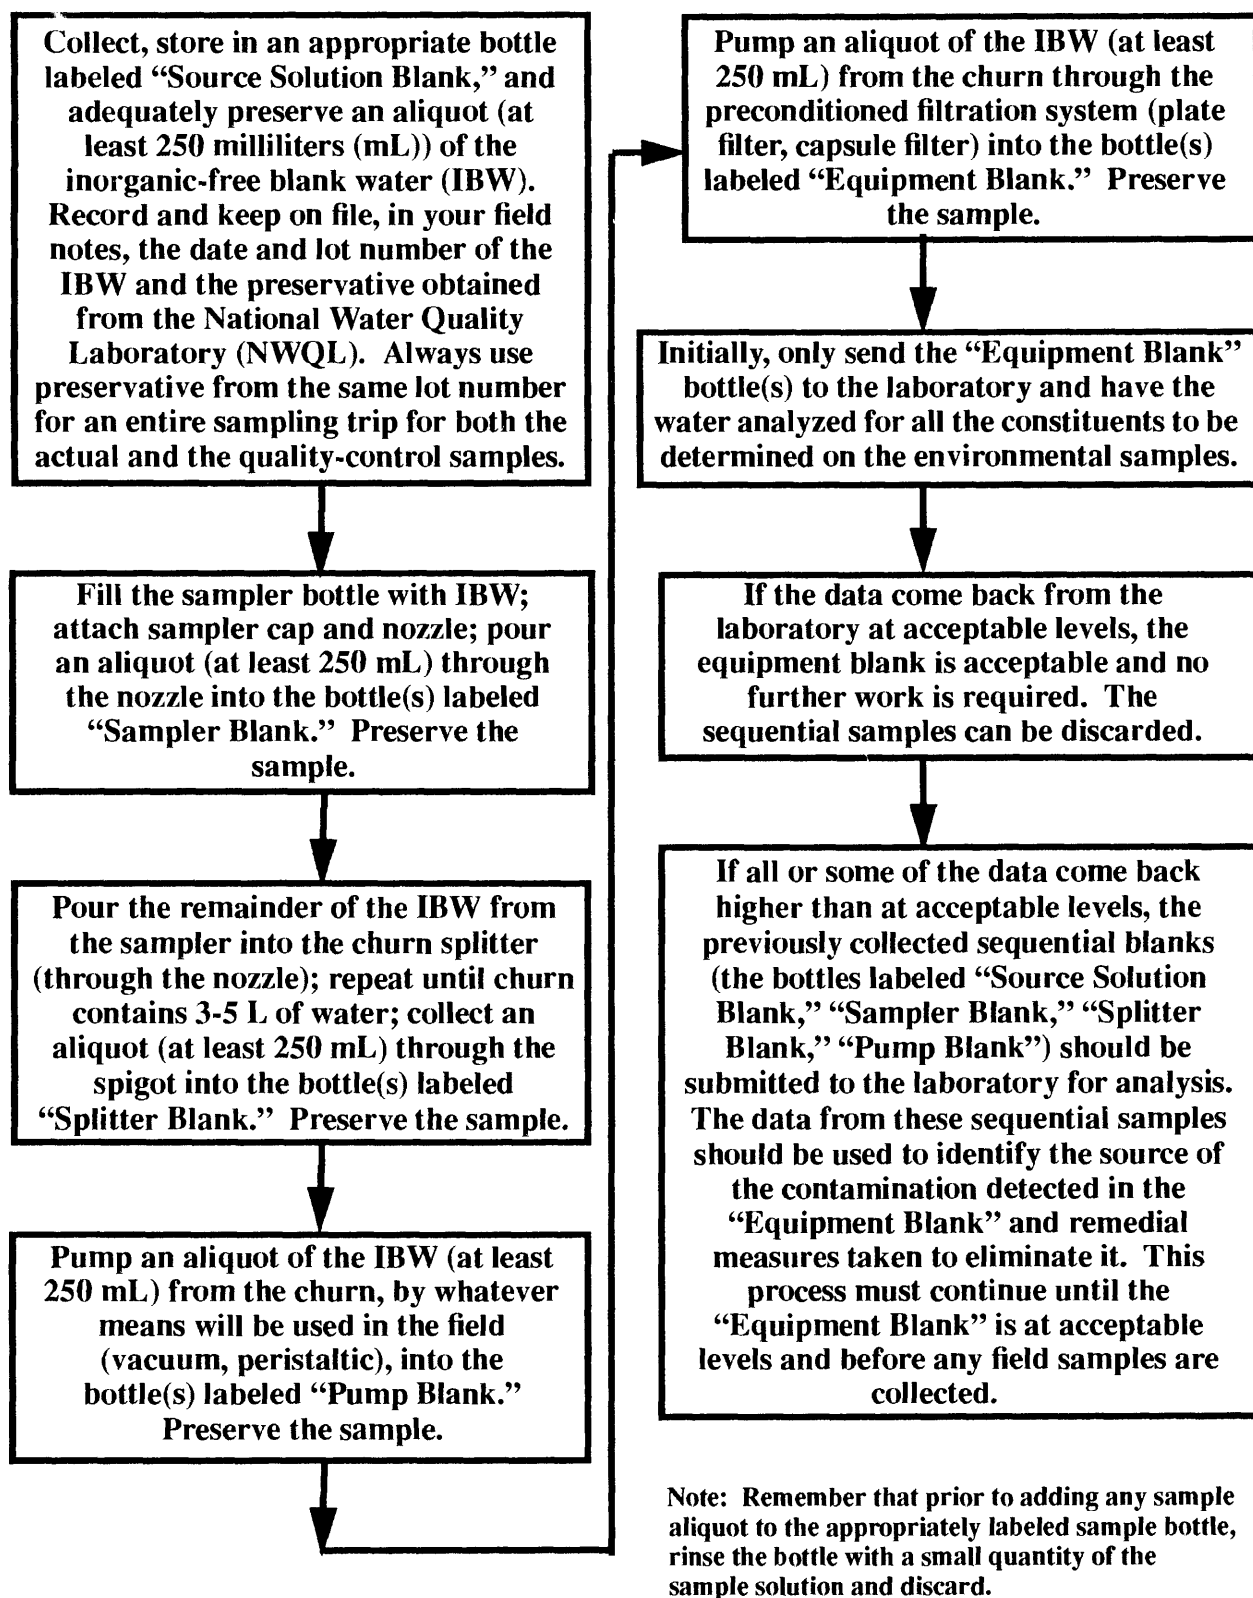 Collect, store in an appropriate bottle
labeled “Source Solution Blank,” and
adequately preserve an aliquot (at
least 250 milliliters (mL)) of the
inorganic-free blank water (IBW).
Record and keep on file, in your field
notes, the date and lot number of the
IBW and the preservative obtained
from the National Water Quality
Laboratory (NWQL).  Always use
preservative from the same lot number
for an entire sampling trip for both the
actual and the quality-control samples.
Fill the sampler bottle with IBW;
attach sampler cap and nozzle; pour
an aliquot (at least 250 mL) through
the nozzle into the bottle(s) labeled
“Sampler Blank.”  Preserve the
sample.
Pour the remainder of the IBW from
the sampler into the churn splitter
(through the nozzle); repeat until churn
contains 3-5 L of water; collect an
aliquot (at least 250 mL) through the
spigot into the bottle(s) labeled
“Splitter Blank.”  Preserve the sample.
Pump an aliquot of the IBW (at least
250 mL) from the churn, by whatever
means will be used in the field
(vacuum, peristaltic), into the
bottle(s) labeled “Pump Blank.”
Preserve the sample.
Pump an aliquot of the IBW (at least
250 mL) from the churn through the
preconditioned filtration system (plate
filter, capsule filter) into the bottle(s)
labeled “Equipment Blank.”  Preserve
the sample.
Initially, only send the “Equipment Blank”
bottle(s) to the laboratory and have the
water analyzed for all the constituents to be
determined on the environmental samples.
If the data come back from the
laboratory at acceptable levels, the
equipment blank is acceptable and no
further work is required.  The
sequential samples can be discarded.
If all or some of the data come back
higher than at acceptable levels, the
previously collected sequential blanks
(the bottles labeled “Source Solution
Blank,” “Sampler Blank,” “Splitter
Blank,” “Pump Blank”) should be
submitted to the laboratory for analysis.
The data from these sequential samples
should be used to identify the source of
the contamination detected in the
“Equipment Blank” and remedial
measures taken to eliminate it.  This
process must continue until the
“Equipment Blank” is at acceptable
levels and before any field samples are
collected.
Note:  Remember that prior to adding any sample
aliquot to the appropriately labeled sample bottle,
rinse the bottle with a small quantity of the
sample solution and discard.